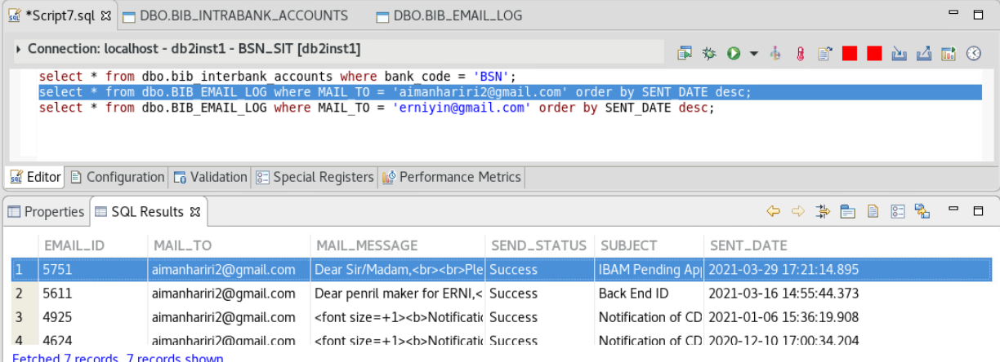 *Script7.sql DBO.BIB_INTRABANK_ACCOUNTS DBO.BIB_EMAIL_LOG
Connection: localhost - db2inst1 - BSN_SIT [db2inst1]
select * from dbo.bib_interbank_accounts where bank_code = 'BSN';
select * from dbo.BIB_EMAIL_LOG where MAIL_TO = 'aimanhariri2@gmail.com' order by SENT_DATE desc;
select * from dbo.BIB_EMAIL_LOG where MAIL_TO = 'erniyin@gmail.com' order by SENT_DATE desc;
Editor Configuration Validation Special Registers Performance Metrics
Properties SQL Results
EMAIL_ID MAIL_TO MAIL_MESSAGE SEND_STATUS SUBJECT SENT_DATE
1 5751 aimanhariri2@gmail.com Dear Sir/Madam,<br><br>Ple Success IBAM Pending App 2021-03-29 17:21:14.895
2 5611 aimanhariri2@gmail.com Dear penril maker for ERNI,< Success Back End ID 2021-03-16 14:55:44.373
3 4925 aimanhariri2@gmail.com <font size=+1><b>Notificatio Success Notification of CD 2021-01-06 15:36:19.908
4 4624 aimanhariri2@gmail.com <font size=+1><b>Notificatio Success Notification of CD 2020-12-10 17:00:34.204
Fetched 7 records. 7 records shown